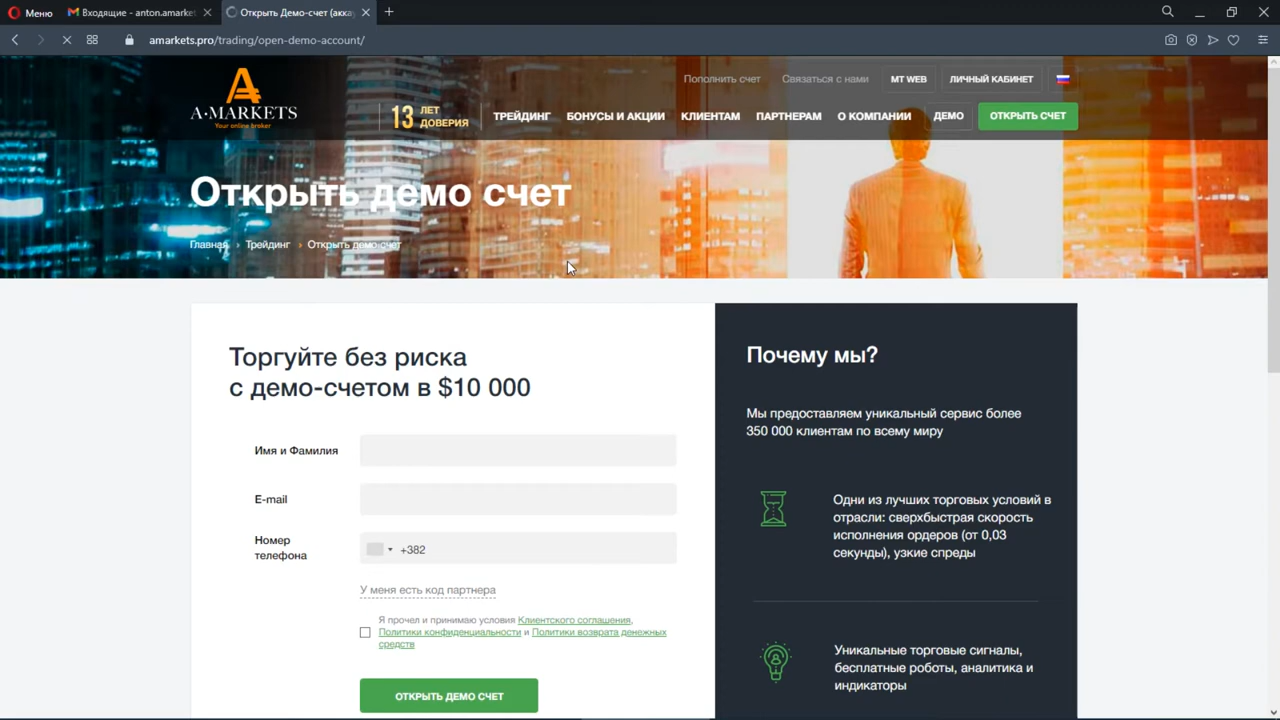 Меню
Входящие - anton.amarket
Открыть Демо-счет (акка
amarkets.pro/trading/open-demo-account/
Пополнить счет
Связаться с нами
MT WEB
ЛИЧНЫЙ КАБИНЕТ
A·MARKETS
Your online broker
13 ЛЕТ
ДОВЕРИЯ
ТРЕЙДИНГ
БОНУСЫ И АКЦИИ
КЛИЕНТАМ
ПАРТНЕРАМ
О КОМПАНИИ
ДЕМО
ОТКРЫТЬ СЧЕТ
Открыть демо счет
Главная › Трейдинг › Открыть демо счет
Торгуйте без риска
с демо-счетом в $10 000
Имя и Фамилия
E-mail
Номер
телефона
+382
У меня есть код партнера
Я прочел и принимаю условия Клиентского соглашения,
Политики конфиденциальности и Политики возврата денежных
средств
ОТКРЫТЬ ДЕМО СЧЕТ
Почему мы?
Мы предоставляем уникальный сервис более
350 000 клиентам по всему миру
Одни из лучших торговых условий в
отрасли: сверхбыстрая скорость
исполнения ордеров (от 0,03
секунды), узкие спреды
Уникальные торговые сигналы,
бесплатные роботы, аналитика и
индикаторы